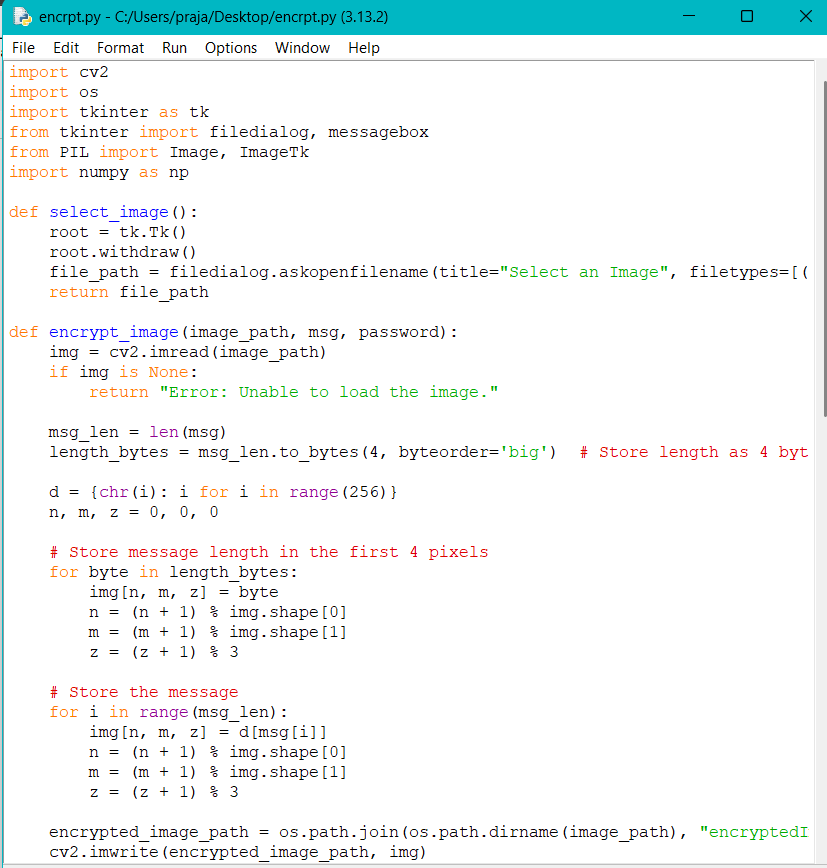 encrpt.py - C:/Users/praja/Desktop/encrpt.py (3.13.2)
File Edit Format Run Options Window Help
import cv2
import os
import tkinter as tk
from tkinter import filedialog, messagebox
from PIL import Image, ImageTk
import numpy as np

def select_image():
    root = tk.Tk()
    root.withdraw()
    file_path = filedialog.askopenfilename(title="Select an Image", filetypes=[(
    return file_path

def encrypt_image(image_path, msg, password):
    img = cv2.imread(image_path)
    if img is None:
        return "Error: Unable to load the image."

    msg_len = len(msg)
    length_bytes = msg_len.to_bytes(4, byteorder='big')  # Store length as 4 byt

    d = {chr(i): i for i in range(256)}
    n, m, z = 0, 0, 0

    # Store message length in the first 4 pixels
    for byte in length_bytes:
        img[n, m, z] = byte
        n = (n + 1) % img.shape[0]
        m = (m + 1) % img.shape[1]
        z = (z + 1) % 3

    # Store the message
    for i in range(msg_len):
        img[n, m, z] = d[msg[i]]
        n = (n + 1) % img.shape[0]
        m = (m + 1) % img.shape[1]
        z = (z + 1) % 3

    encrypted_image_path = os.path.join(os.path.dirname(image_path), "encryptedI
    cv2.imwrite(encrypted_image_path, img)